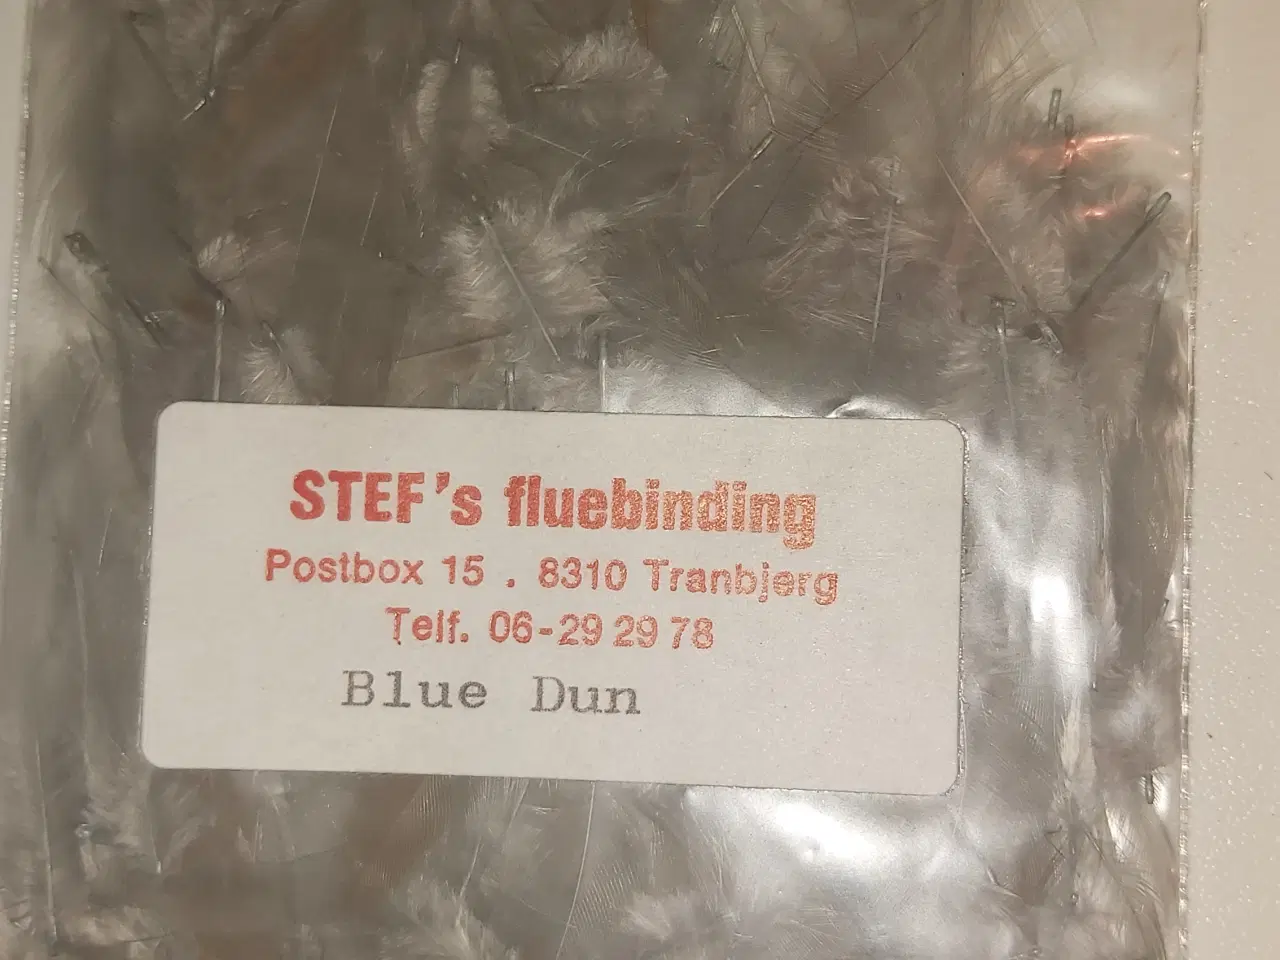 STEF's fluebinding
Postbox 15 . 8310 Tranbjerg
Telf. 06-29 29 78
Blue Dun